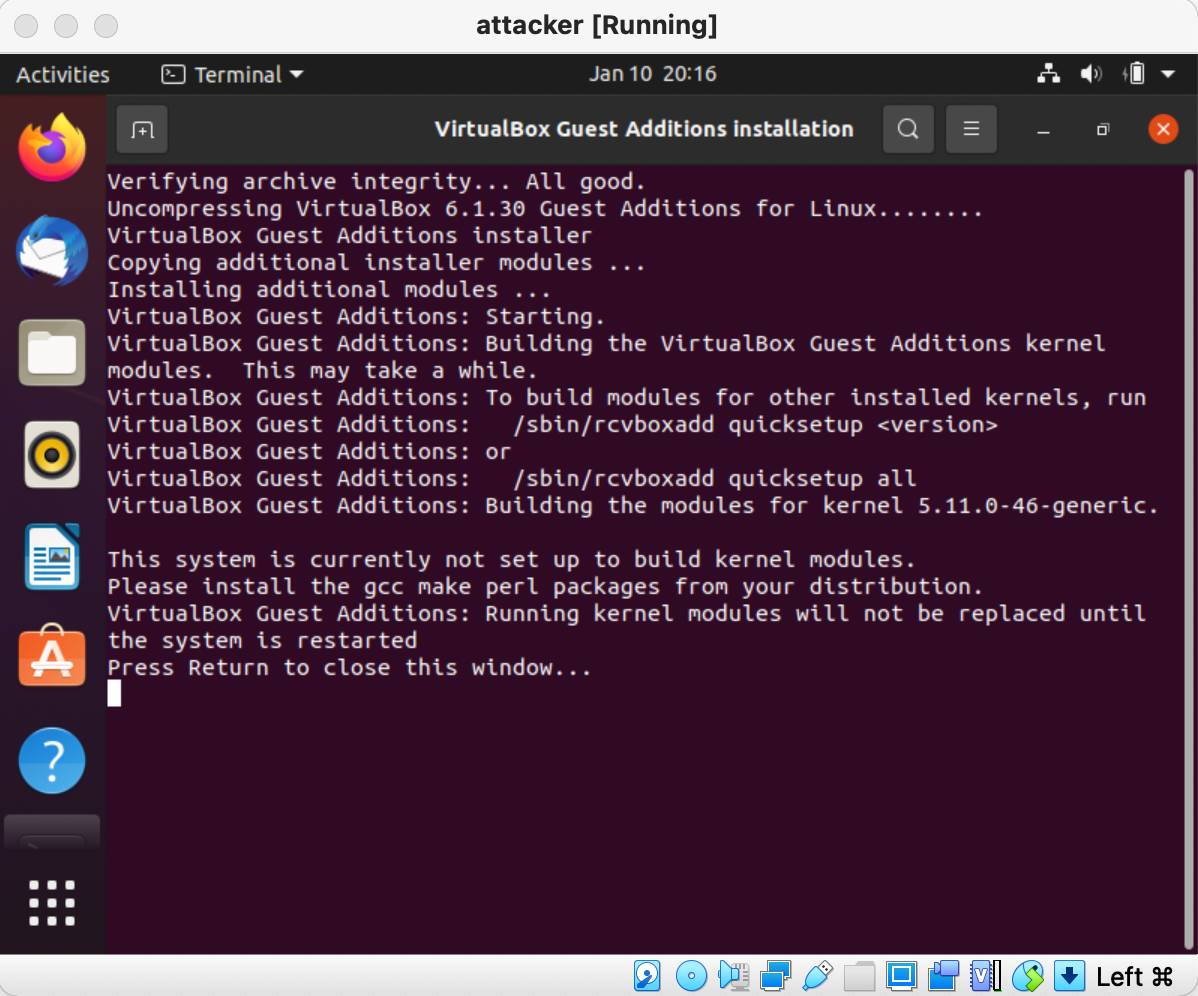 attacker [Running]
Activities
Terminal
Jan 10 20:16
VirtualBox Guest Additions installation
Verifying archive integrity... All good.
Uncompressing VirtualBox 6.1.30 Guest Additions for Linux........
VirtualBox Guest Additions installer
Copying additional installer modules ...
Installing additional modules ...
VirtualBox Guest Additions: Starting.
VirtualBox Guest Additions: Building the VirtualBox Guest Additions kernel
modules.  This may take a while.
VirtualBox Guest Additions: To build modules for other installed kernels, run
VirtualBox Guest Additions:   /sbin/rcvboxadd quicksetup <version>
VirtualBox Guest Additions: or
VirtualBox Guest Additions:   /sbin/rcvboxadd quicksetup all
VirtualBox Guest Additions: Building the modules for kernel 5.11.0-46-generic.
This system is currently not set up to build kernel modules.
Please install the gcc make perl packages from your distribution.
VirtualBox Guest Additions: Running kernel modules will not be replaced until
the system is restarted
Press Return to close this window...
Left ⌘